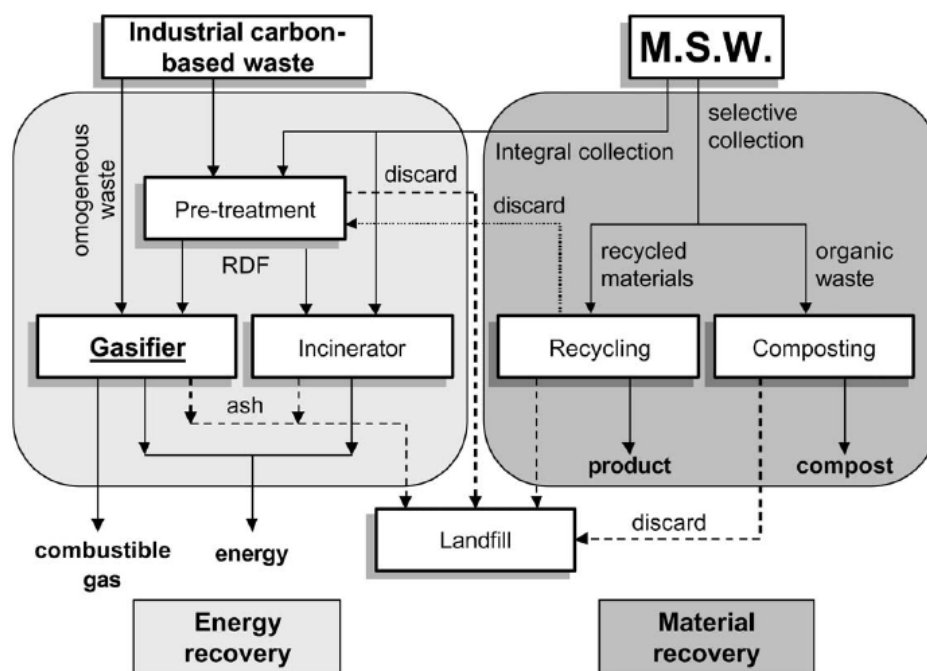 Industrial carbon-
based waste
M.S.W.
omogeneous
waste
selective
collection
Integral collection
discard
Pre-treatment
discard
RDF
recycled
materials
organic
waste
Gasifier
Incinerator
Recycling
Composting
ash
product
compost
combustible
gas
energy
Landfill
discard
Energy
recovery
Material
recovery